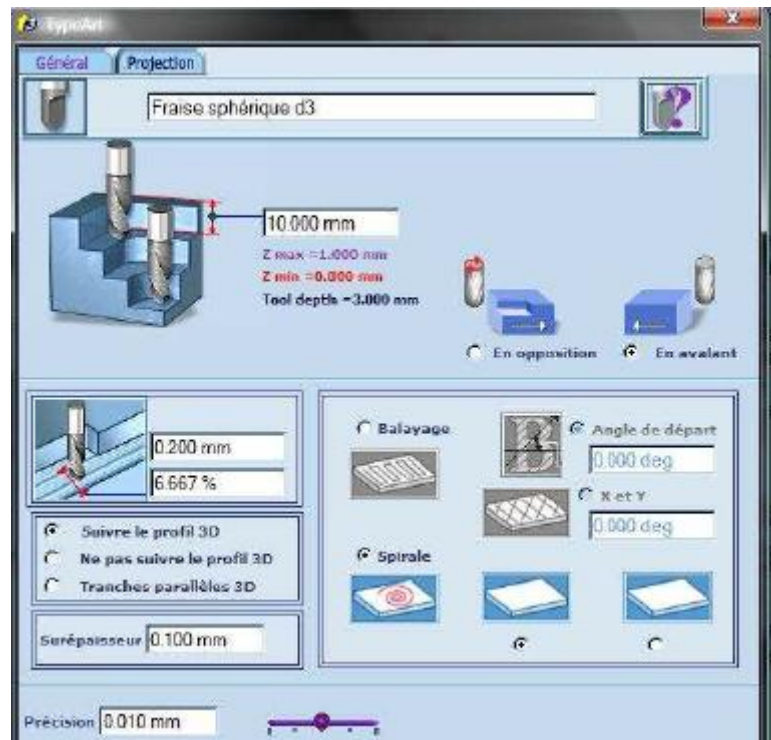 TypeArt
Général Projection
Fraise sphérique d3
10.000 mm
Z max =1.000 mm
Z min =0.000 mm
Tool depth =3.000 mm
En opposition En avalant
0.200 mm
6.667 %
Balayage
Angle de départ
0.000 deg
X et Y
0.000 deg
Suivre le profil 3D
Ne pas suivre le profil 3D
Tranches parallèles 3D
Spirale
Surépaisseur 0.100 mm
Précision 0.010 mm